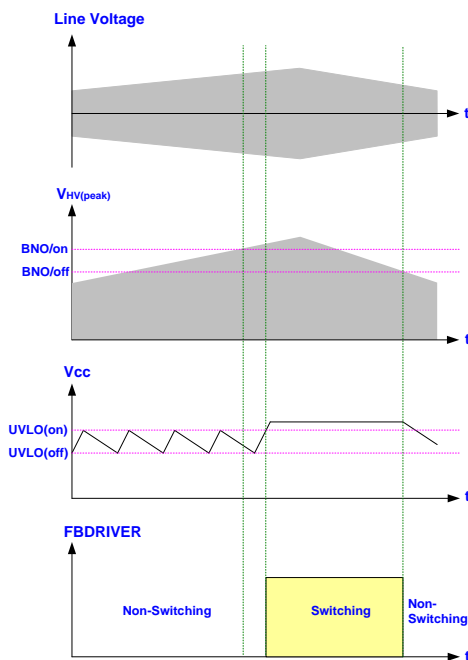 Line Voltage
t
VHV(peak)
BNO/on
BNO/off
t
Vcc
UVLO(on)
UVLO(off)
t
FBDRIVER
Non-Switching
Switching
Non-
Switching
t